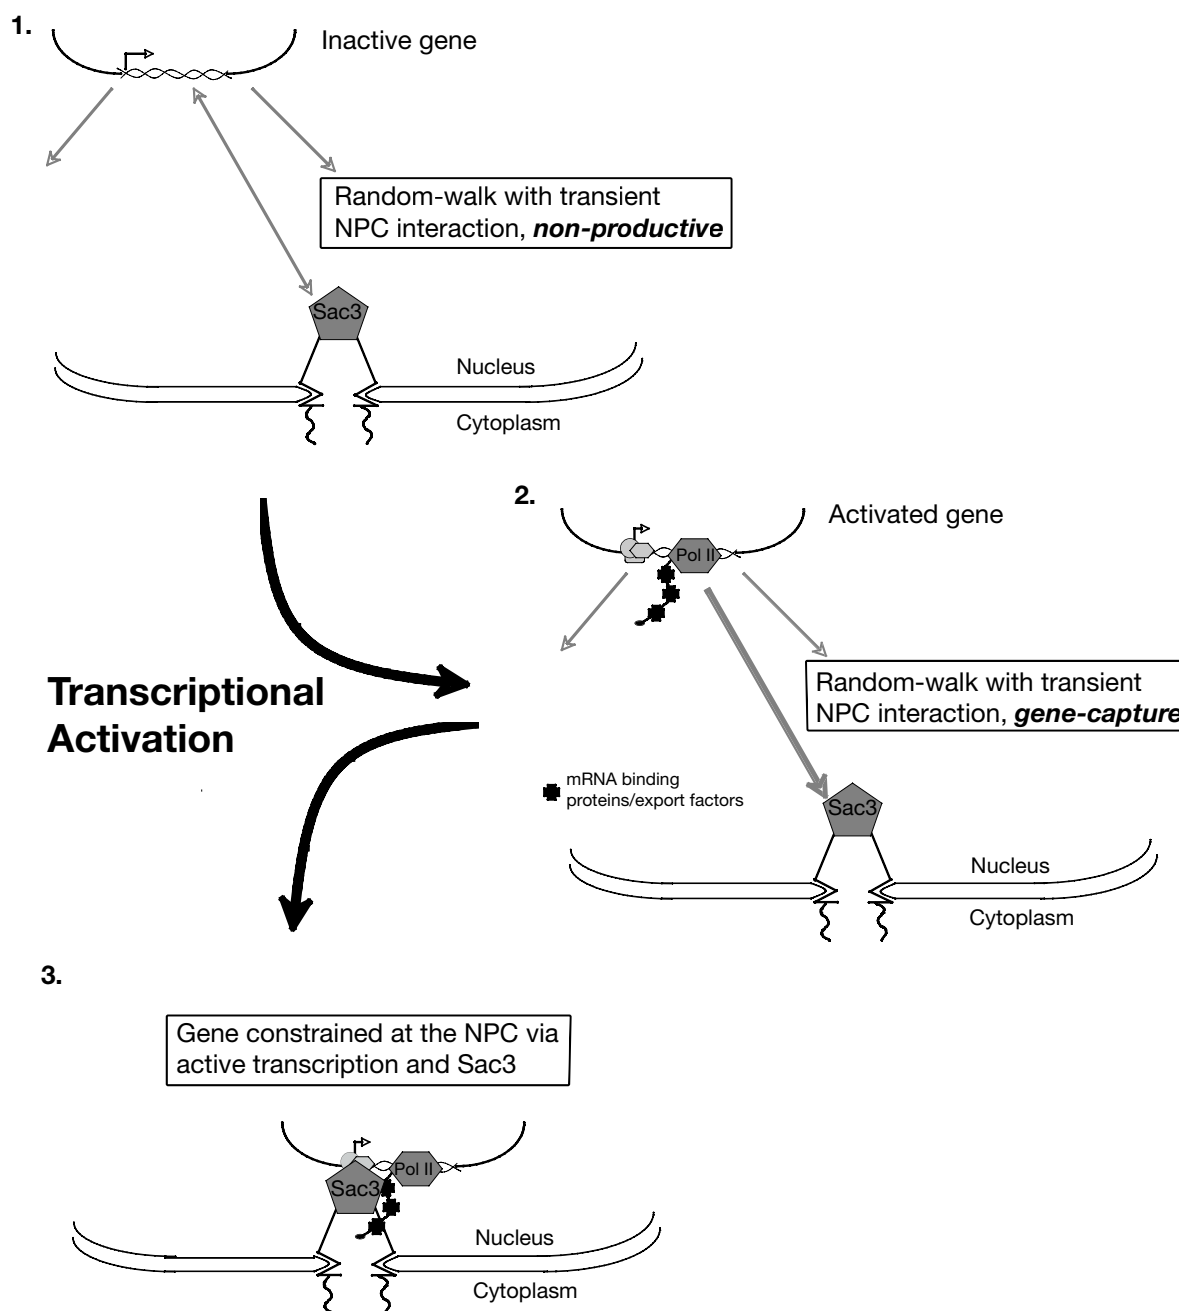 1.
Inactive gene
Random-walk with transient
NPC interaction, non-productive
Sac3
Nucleus
Cytoplasm
2.
Activated gene
Pol II
Transcriptional
Activation
Random-walk with transient
NPC interaction, gene-capture
mRNA binding
proteins/export factors
Sac3
Nucleus
Cytoplasm
3.
Gene constrained at the NPC via
active transcription and Sac3
Pol II
Sac3
Nucleus
Cytoplasm